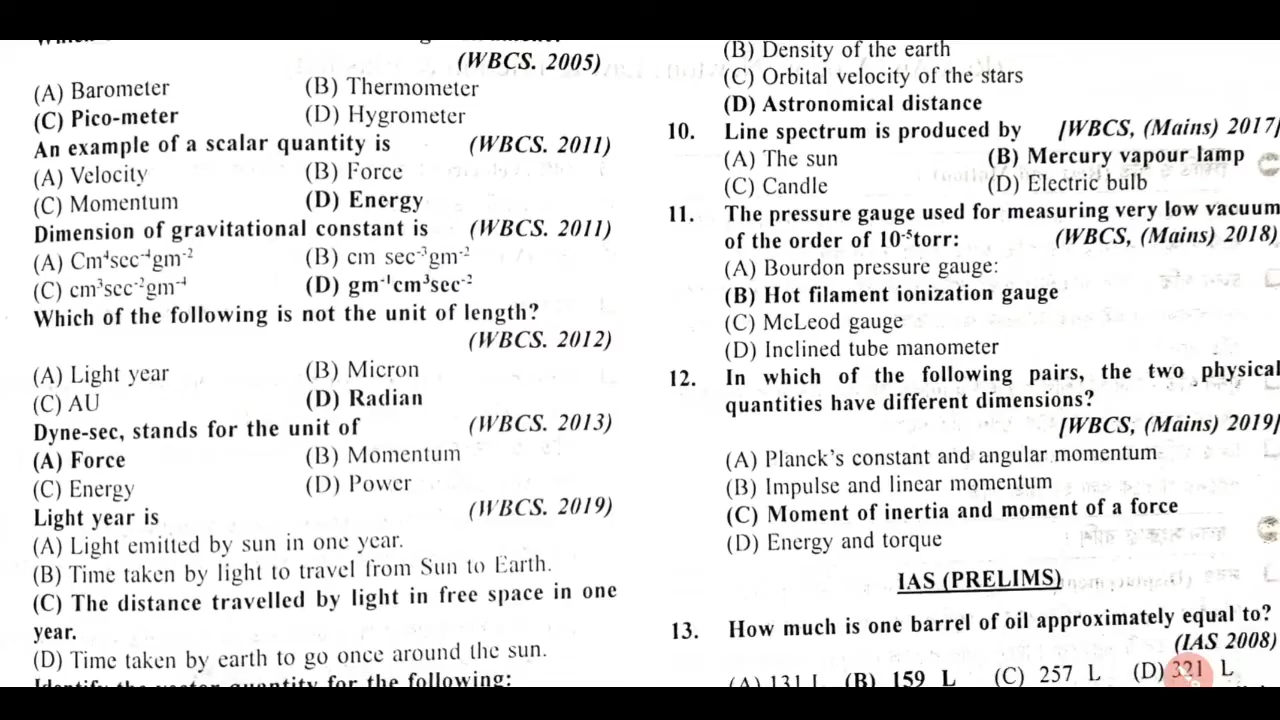 (WBCS. 2005)
(A) Barometer (B) Thermometer
(C) Pico-meter (D) Hygrometer
An example of a scalar quantity is (WBCS. 2011)
(A) Velocity (B) Force
(C) Momentum (D) Energy
Dimension of gravitational constant is (WBCS. 2011)
(A) Cm⁴sec⁻⁴gm⁻² (B) cm sec⁻³gm⁻²
(C) cm³sec⁻²gm⁻⁴ (D) gm⁻¹cm³sec⁻²
Which of the following is not the unit of length?
(WBCS. 2012)
(A) Light year (B) Micron
(C) AU (D) Radian
Dyne-sec, stands for the unit of (WBCS. 2013)
(A) Force (B) Momentum
(C) Energy (D) Power
Light year is (WBCS. 2019)
(A) Light emitted by sun in one year.
(B) Time taken by light to travel from Sun to Earth.
(C) The distance travelled by light in free space in one
year.
(D) Time taken by earth to go once around the sun.
Identify the vector quantity for the following:
(B) Density of the earth
(C) Orbital velocity of the stars
(D) Astronomical distance
10. Line spectrum is produced by [WBCS, (Mains) 2017]
(A) The sun (B) Mercury vapour lamp
(C) Candle (D) Electric bulb
11. The pressure gauge used for measuring very low vacuum
of the order of 10⁻⁵torr: (WBCS, (Mains) 2018)
(A) Bourdon pressure gauge:
(B) Hot filament ionization gauge
(C) McLeod gauge
(D) Inclined tube manometer
12. In which of the following pairs, the two physical
quantities have different dimensions?
[WBCS, (Mains) 2019]
(A) Planck's constant and angular momentum
(B) Impulse and linear momentum
(C) Moment of inertia and moment of a force
(D) Energy and torque
IAS (PRELIMS)
13. How much is one barrel of oil approximately equal to?
(IAS 2008)
(A) 131 L (B) 159 L (C) 257 L (D) 321 L